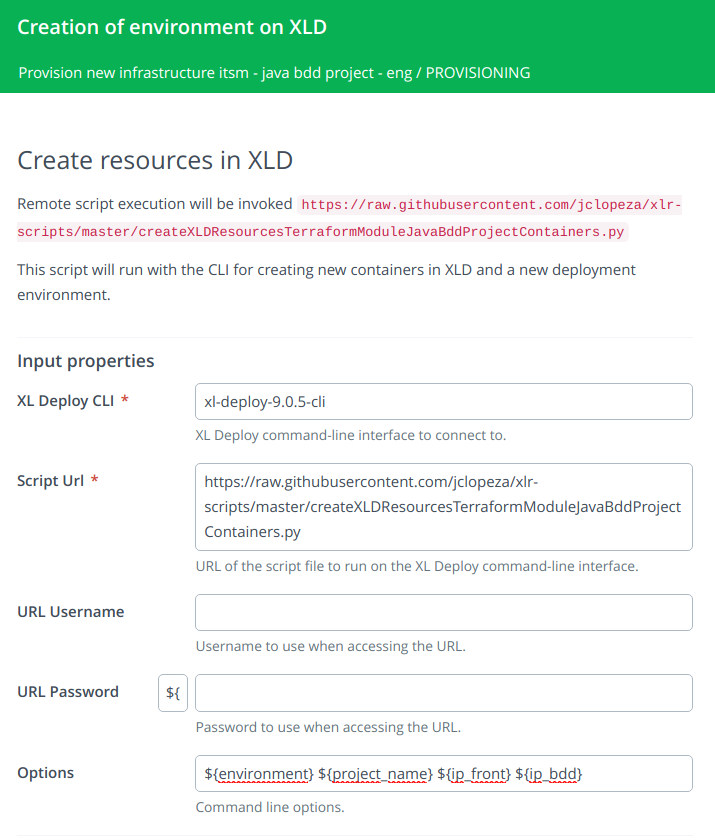 Creation of environment on XLD
Provision new infrastructure itsm - java bdd project - eng / PROVISIONING
Create resources in XLD
Remote script execution will be invoked https://raw.githubusercontent.com/jclopeza/xlr-
scripts/master/createXLDResourcesTerraformModuleJavaBddProjectContainers.py
This script will run with the CLI for creating new containers in XLD and a new deployment
environment.
Input properties
XL Deploy CLI *
xl-deploy-9.0.5-cli
XL Deploy command-line interface to connect to.
Script Url *
https://raw.githubusercontent.com/jclopeza/xlr-
scripts/master/createXLDResourcesTerraformModuleJavaBddProject
Containers.py
URL of the script file to run on the XL Deploy command-line interface.
URL Username
Username to use when accessing the URL.
URL Password
${
Password to use when accessing the URL.
Options
${environment} ${project_name} ${ip_front} ${ip_bdd}
Command line options.